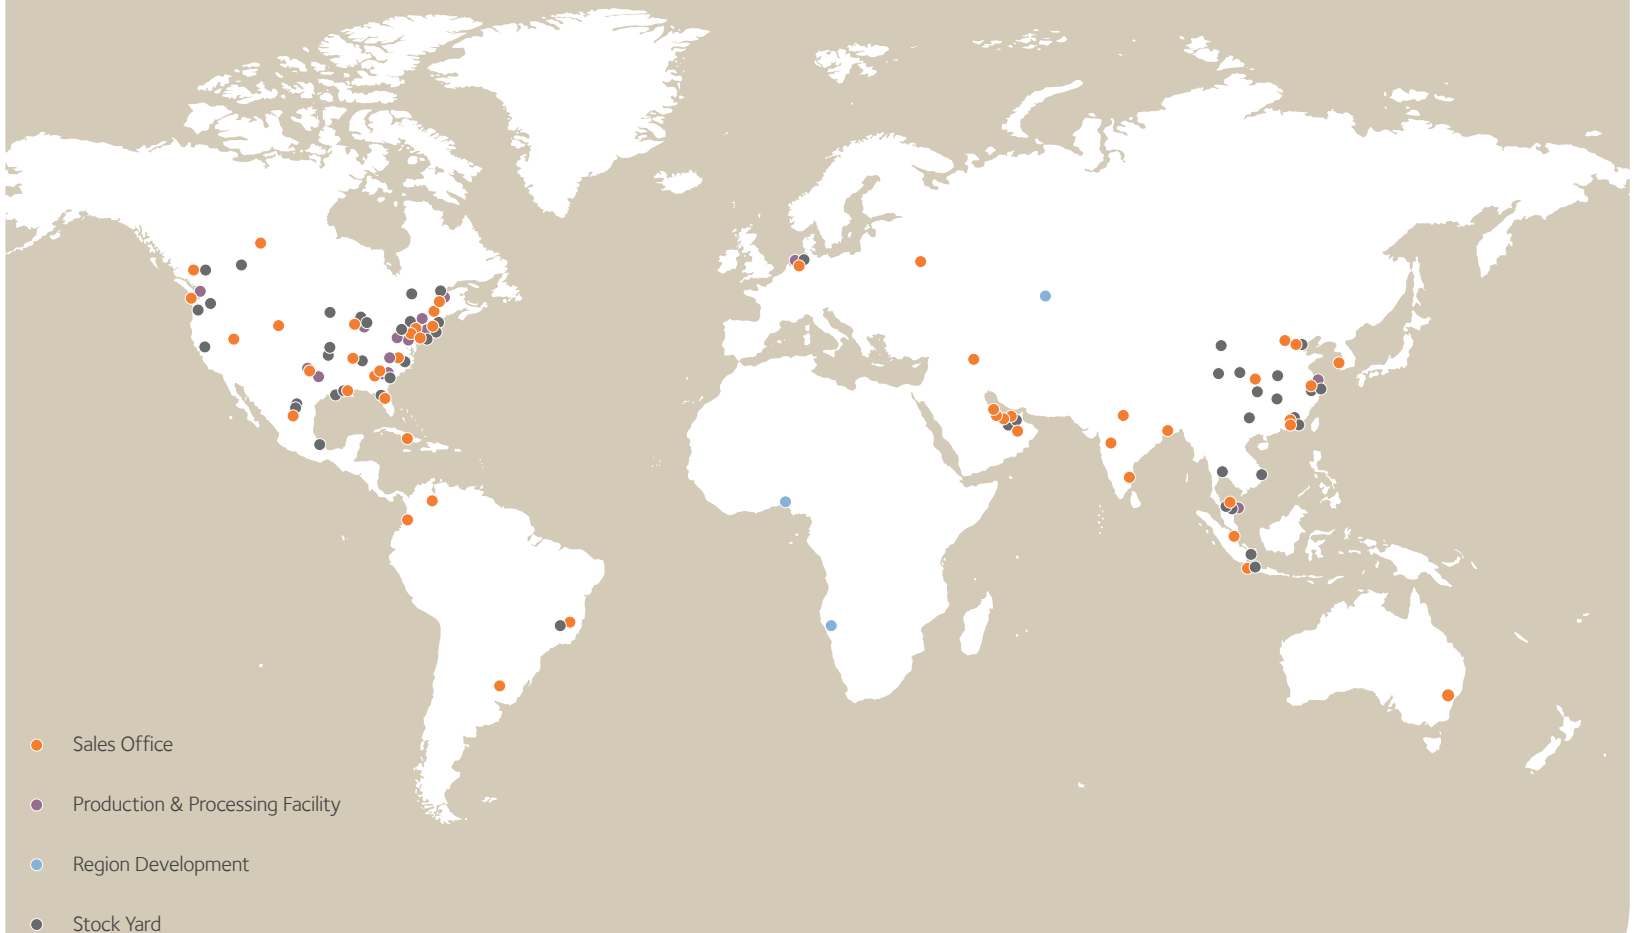 Sales Office
Production & Processing Facility
Region Development
Stock Yard